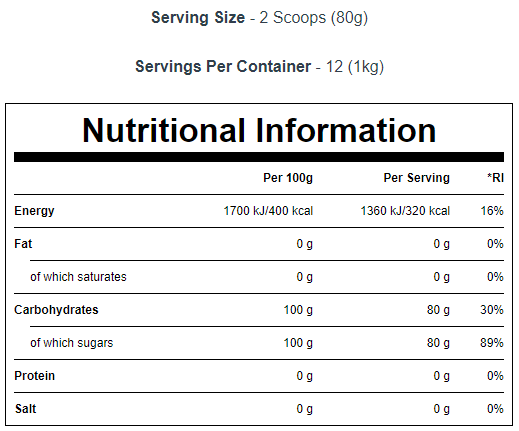 Serving Size - 2 Scoops (80g)
Servings Per Container - 12 (1kg)
Nutritional Information
Per 100g Per Serving *RI
Energy 1700 kJ/400 kcal 1360 kJ/320 kcal 16%
Fat 0 g 0 g 0%
of which saturates 0 g 0 g 0%
Carbohydrates 100 g 80 g 30%
of which sugars 100 g 80 g 89%
Protein 0 g 0 g 0%
Salt 0 g 0 g 0%